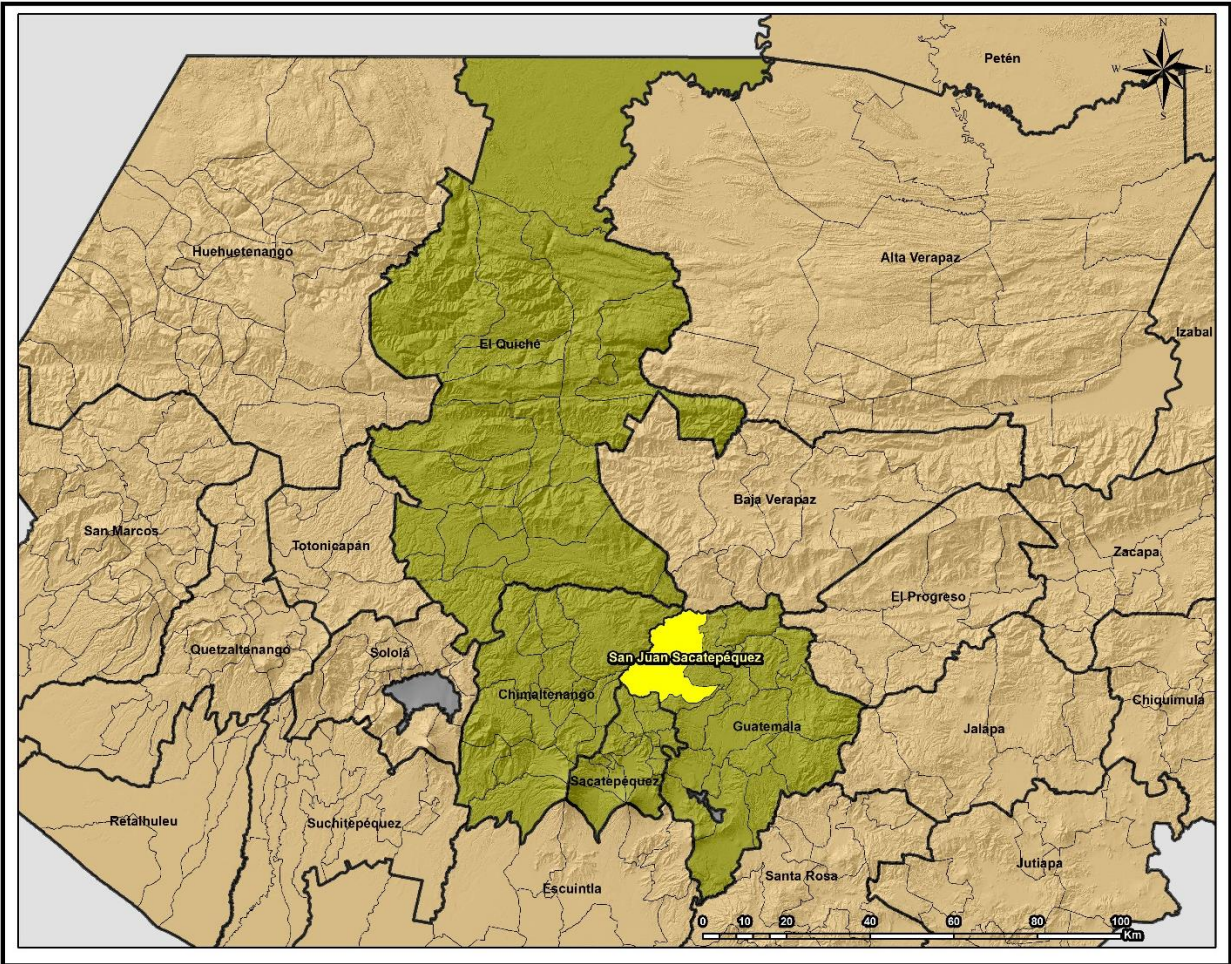 N
Petén
W E
S
Huehuetenango
Alta Verapaz
Izabal
El Quiché
Baja Verapaz
San Marcos
Totonicapán
Zacapa
El Progreso
Quetzaltenango
Sololá
San Juan Sacatepéquez
Chimaltenango
Chiquimula
Guatemala
Jalapa
Sacatepéquez
Retalhuleu
Suchitepéquez
Jutiapa
Santa Rosa
Escuintla
0 10 20 40 60 80 100
Km